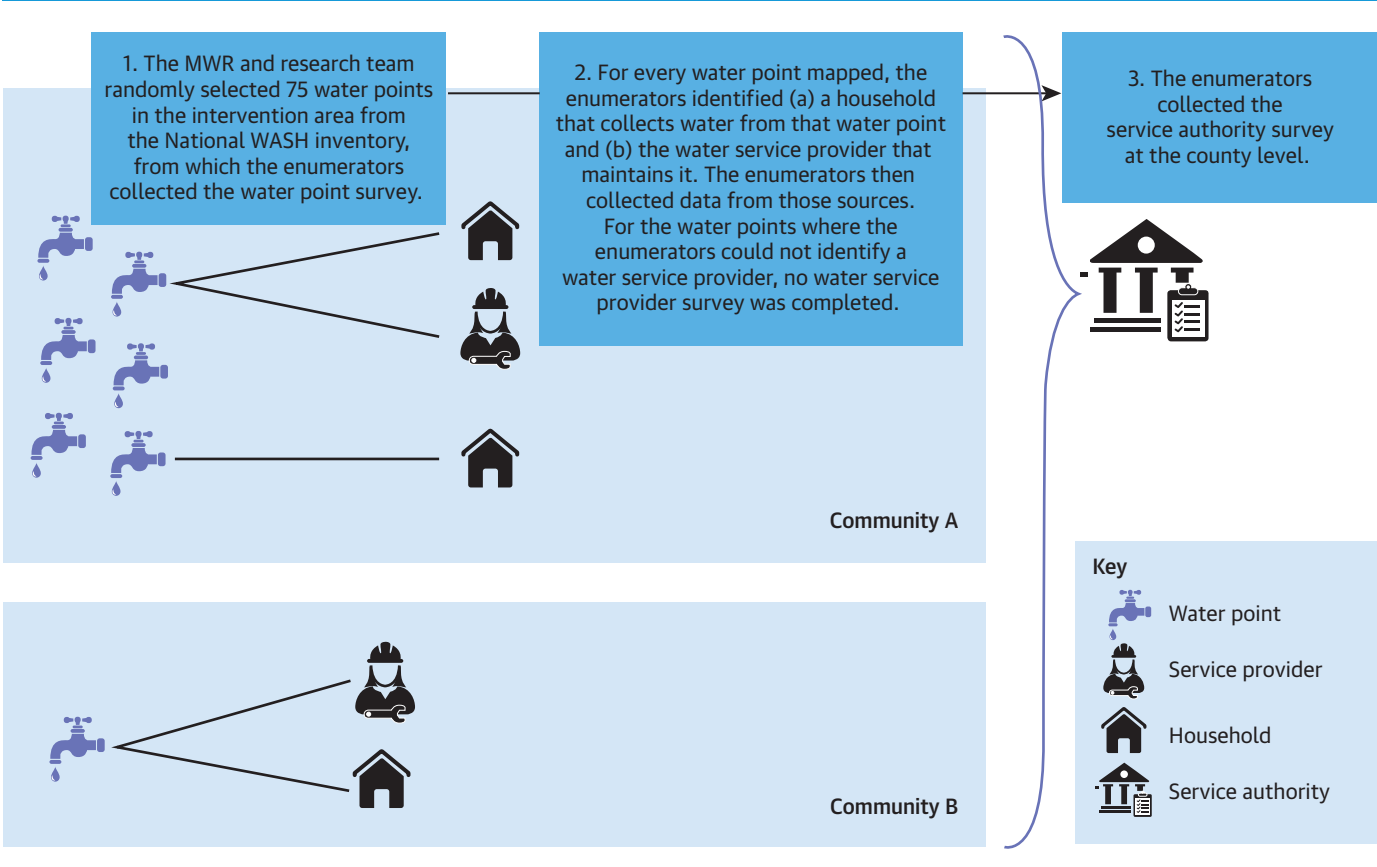 1. The MWR and research team
randomly selected 75 water points
in the intervention area from
the National WASH inventory,
from which the enumerators
collected the water point survey.
2. For every water point mapped, the
enumerators identified (a) a household
that collects water from that water point
and (b) the water service provider that
maintains it. The enumerators then
collected data from those sources.
For the water points where the
enumerators could not identify a
water service provider, no water service
provider survey was completed.
3. The enumerators
collected the
service authority survey
at the county level.
Community A
Community B
Key
Water point
Service provider
Household
Service authority